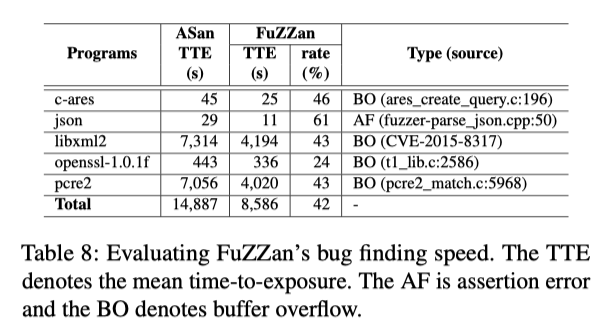 Programs ASan TTE (s) FuZZan TTE (s) rate (%) Type (source)
c-ares 45 25 46 BO (ares_create_query.c:196)
json 29 11 61 AF (fuzzer-parse_json.cpp:50)
libxml2 7,314 4,194 43 BO (CVE-2015-8317)
openssl-1.0.1f 443 336 24 BO (t1_lib.c:2586)
pcre2 7,056 4,020 43 BO (pcre2_match.c:5968)
Total 14,887 8,586 42 -
Table 8: Evaluating FuZZan's bug finding speed. The TTE
denotes the mean time-to-exposure. The AF is assertion error
and the BO denotes buffer overflow.